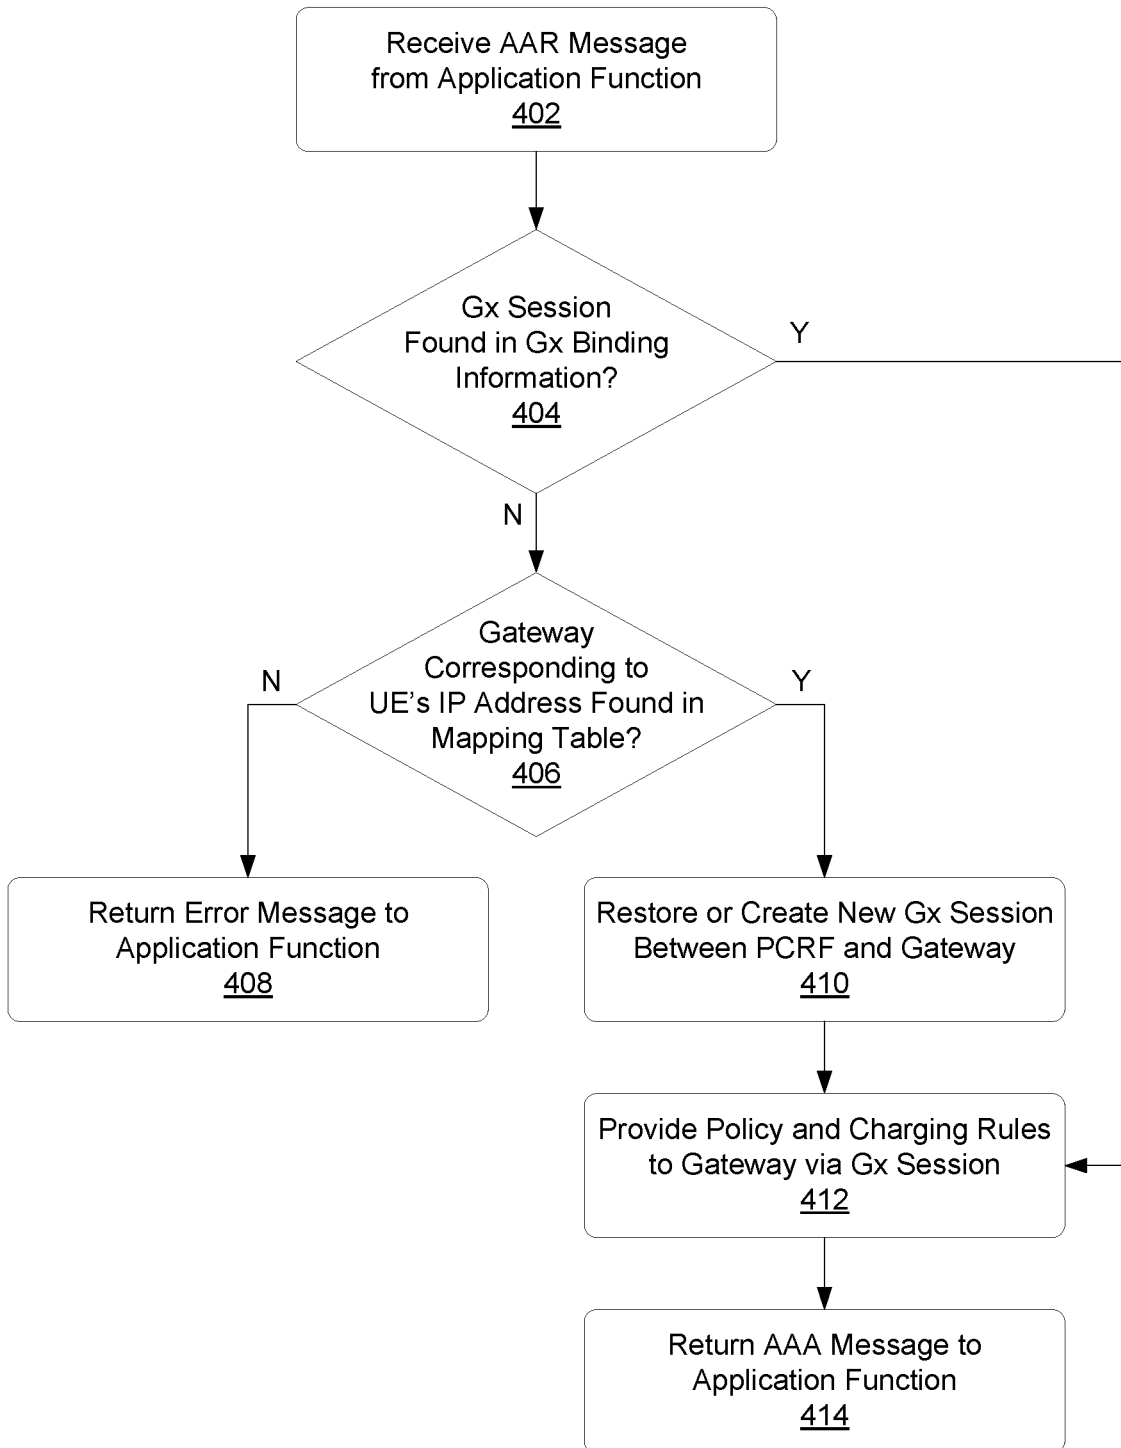 Receive AAR Message
from Application Function
402
Gx Session
Found in Gx Binding
Information?
404
Y
N
Gateway
Corresponding to
UE’s IP Address Found in
Mapping Table?
406
N
Y
Return Error Message to
Application Function
408
Restore or Create New Gx Session
Between PCRF and Gateway
410
Provide Policy and Charging Rules
to Gateway via Gx Session
412
Return AAA Message to
Application Function
414